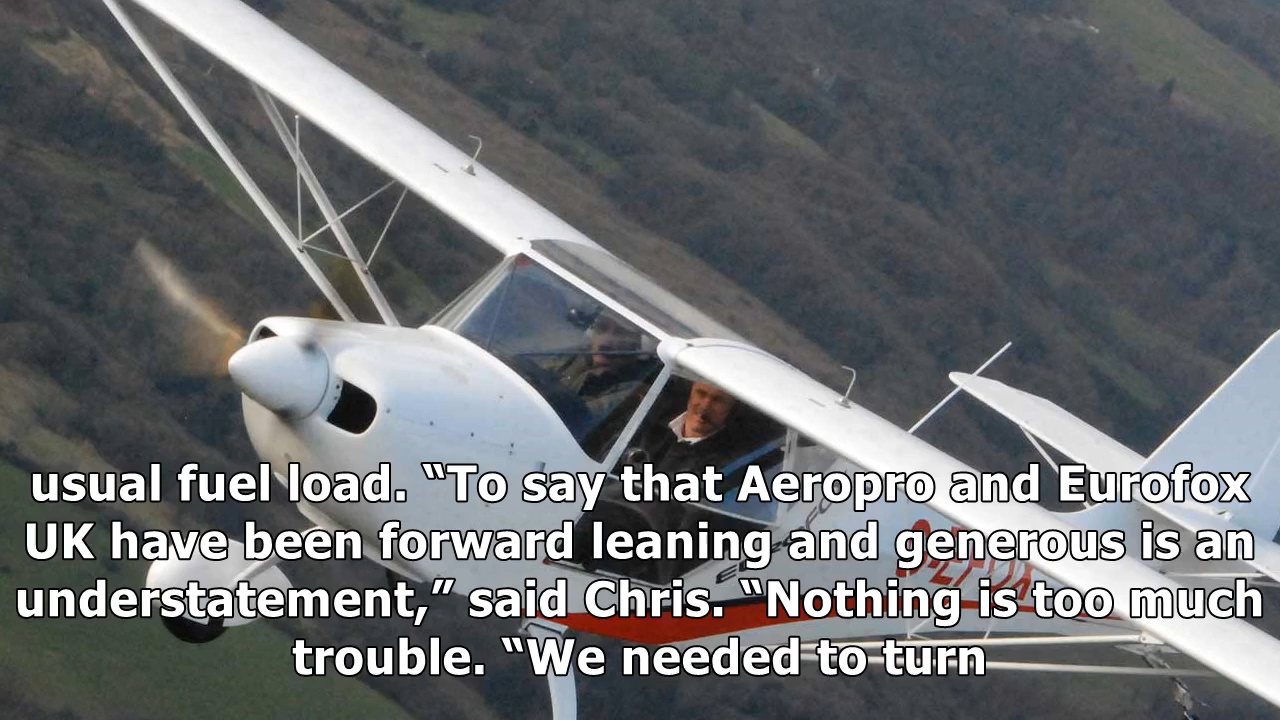 usual fuel load. “To say that Aeropro and Eurofox
UK have been forward leaning and generous is an
understatement,” said Chris. “Nothing is too much
trouble. “We needed to turn